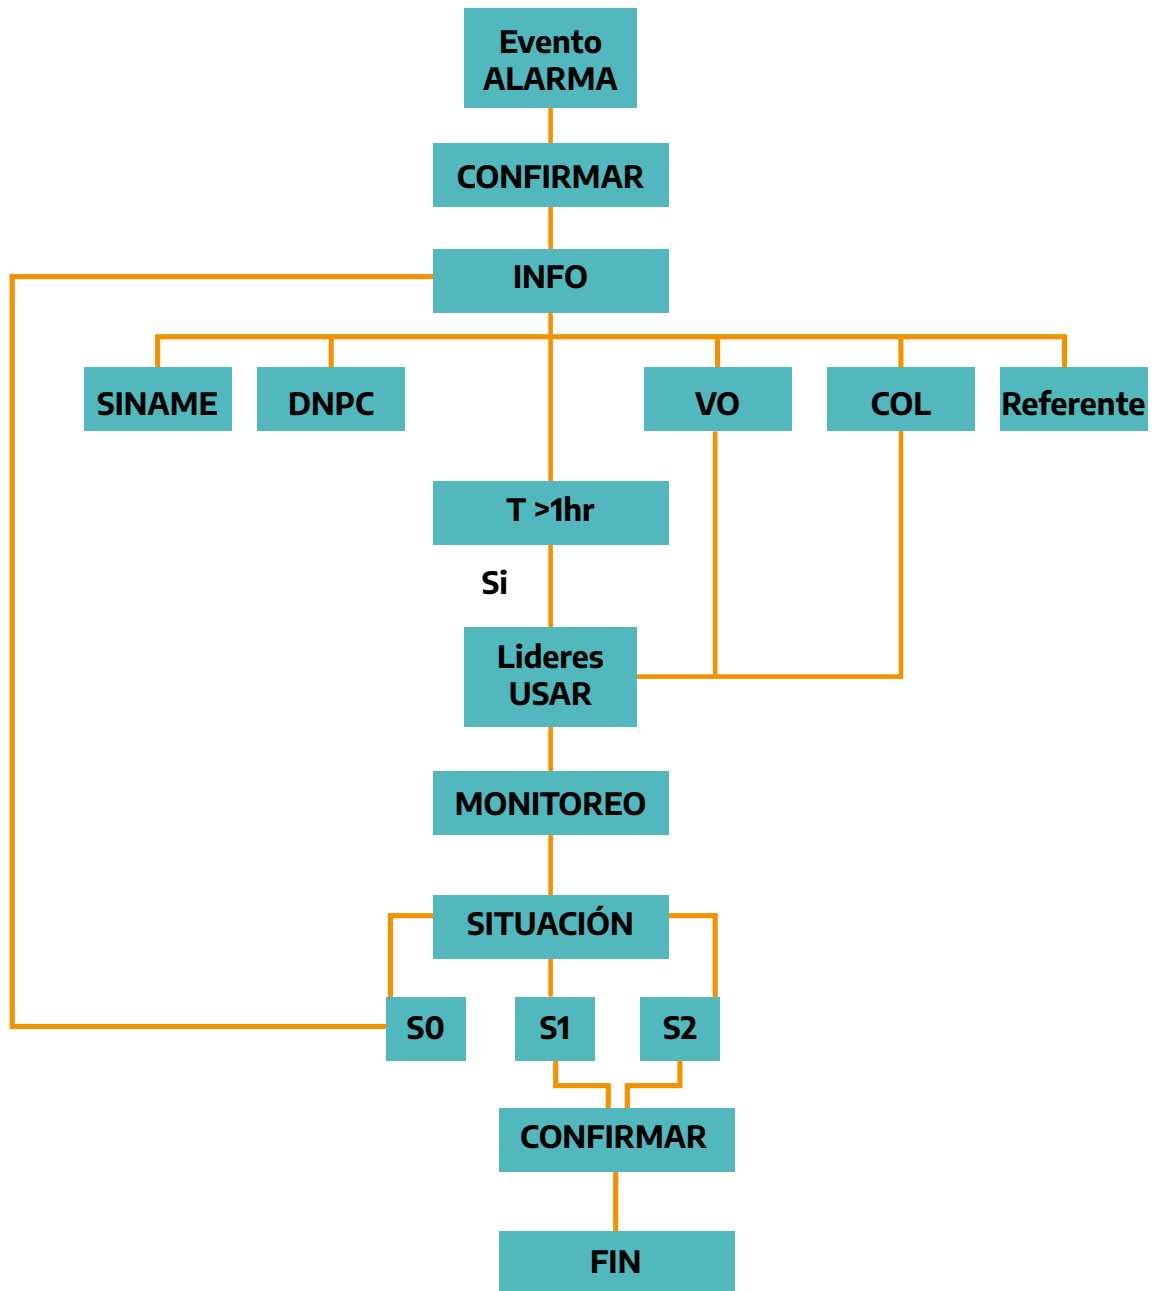 Evento
ALARMA
CONFIRMAR
INFO
SINAME
DNPC
VO
COL
Referente
T >1hr
Si
Lideres
USAR
MONITOREO
SITUACIÓN
S0
S1
S2
CONFIRMAR
FIN